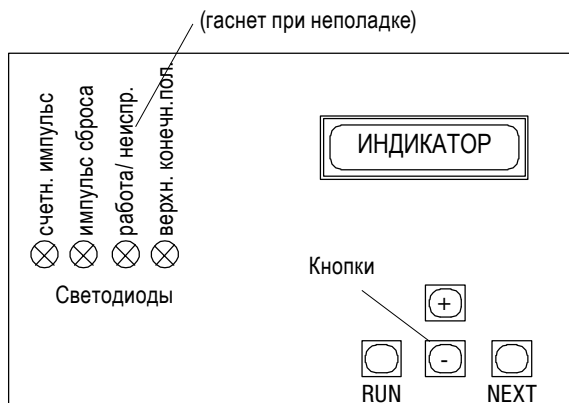 (гаснет при неполадке)
счетн. импульс
импульс сброса
работа/ неиспр.
верхн. конечн.пол.
ИНДИКАТОР
Светодиоды
Кнопки
+
-
RUN
NEXT